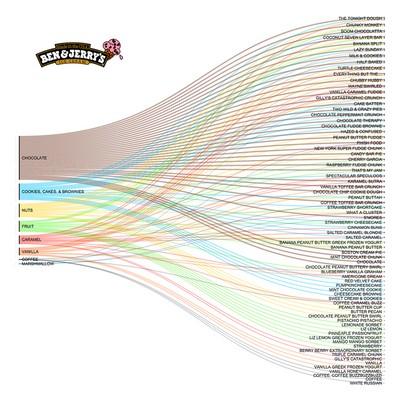 BEN & JERRY'S
ICE CREAM
CHOCOLATE
COOKIES, CAKES, & BROWNIES
NUTS
FRUIT
CARAMEL
VANILLA
COFFEE
MARSHMALLOW
THE TONIGHT DOUGH
CHUNKY MONKEY
BOOM CHOCOLATTA
COCONUT SEVEN LAYER BAR
BANANA SPLIT
LAZY SUNDAY
MILK & COOKIES
HALF BAKED
TURTLE CHEESECAKE
EVERYTHING BUT THE...
CHUBBY HUBBY
WAYNE'SWIRLED
VANILLA CARAMEL FUDGE
GILLY'S CATASTROPHIC CRUNCH
CAKE BATTER
TWO WILD & CRAZY PIES
CHOCOLATE PEPPERMINT CRUNCH
CHOCOLATE THERAPY
CHOCOLATE FUDGE BROWNIE
HAZED & CONFUSED
PEANUT BUTTER FUDGE
PHISH FOOD
NEW YORK SUPER FUDGE CHUNK
CANDY BAR PIE
CHERRY GARCIA
RASPBERRY FUDGE CHUNK
THAT'S MY JAM
SPECTACULAR SPECULOOS
KARAMEL SUTRA
VANILLA TOFFEE BAR CRUNCH
CHOCOLATE CHIP COOKIE DOUGH
PEANUT BUTTAH
COFFEE TOFFEE BAR CRUNCH
STRAWBERRY SHORTCAKE
WHAT A CLUSTER
S'MORES
STRAWBERRY CHEESECAKE
CINNAMON BUNS
SALTED CARAMEL BLONDIE
SALTED CARAMEL
BANANA PEANUT BUTTER GREEK FROZEN YOGURT
BANANA PEANUT BUTTER
BOSTON CREAM PIE
MINT CHOCOLATE CHUNK
CHOCOLATE
CHOCOLATE PEANUT BUTTERY SWIRL
BLUEBERRY VANILLA GRAHAM
AMERICONE DREAM
RED VELVET CAKE
PUMPKINCHEESECAKE
MINT CHOCOLATE COOKIE
CHEESECAKE BROWNIE
SWEET CREAM & COOKIES
COFFEE CARAMEL BUZZ
PEANUT BUTTER CUP
BUTTER PECAN
CHOCOLATE PEANUT BUTTER SWIRL
PISTACHIO PISTACHIO
LEMONADE SORBET
LIZ LEMON
PINEAPPLE PASSIONFRUIT
LIZ LEMON GREEK FROZEN YOGURT
MANGO MANGO SORBET
STRAWBERRY
BERRY BERRY EXTRAORDINARY SORBET
TRIPLE CARAMEL CHUNK
GILLY'S CATASTROPHIC
VANILLA
VANILLA GREEK FROZEN YOGURT
VANILLA HONEY CARAMEL
COFFEE, COFFEE BUZZBUZZBUZZ!
COFFEE
WHITE RUSSIAN